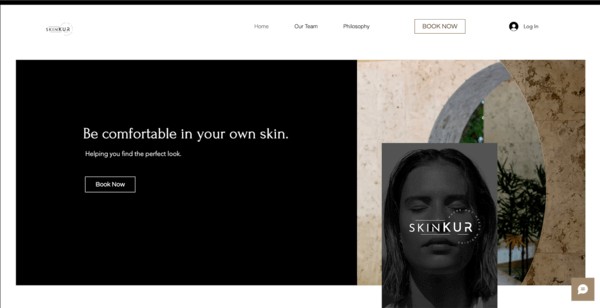 SKINKUR
Home
Our Team
Philosophy
BOOK NOW
Log In
Be comfortable in your own skin.
Helping you find the perfect look.
Book Now
SKINKUR